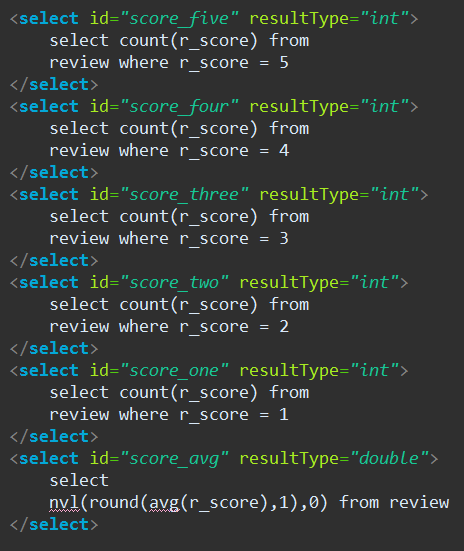 <select id="score_five" resultType="int">
select count(r_score) from
review where r_score = 5
</select>
<select id="score_four" resultType="int">
select count(r_score) from
review where r_score = 4
</select>
<select id="score_three" resultType="int">
select count(r_score) from
review where r_score = 3
</select>
<select id="score_two" resultType="int">
select count(r_score) from
review where r_score = 2
</select>
<select id="score_one" resultType="int">
select count(r_score) from
review where r_score = 1
</select>
<select id="score_avg" resultType="double">
select
nvl(round(avg(r_score),1),0) from review
</select>